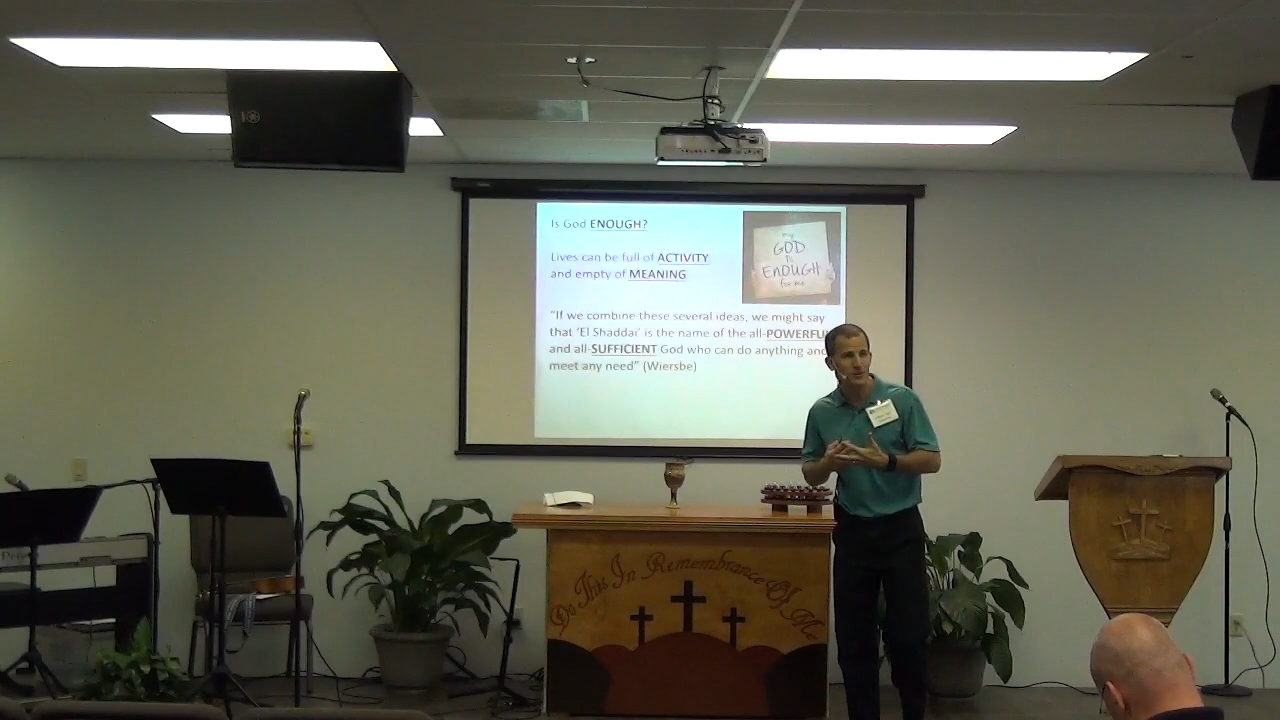 Is God ENOUGH?
my
GOD
is
ENOUGH
for me
Lives can be full of ACTIVITY
and empty of MEANING
"If we combine these several ideas, we might say
that 'El Shaddai' is the name of the all-POWERFUL
and all-SUFFICIENT God who can do anything and
meet any need" (Wiersbe)
Do This In Remembrance Of Me